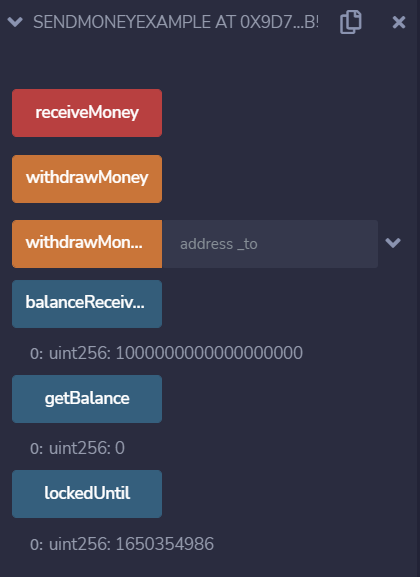 SENDMONEYEXAMPLE AT 0X9D7...B5
receiveMoney
withdrawMoney
withdrawMon... address _to
balanceReceiv...
0: uint256: 1000000000000000000
getBalance
0: uint256: 0
lockedUntil
0: uint256: 1650354986